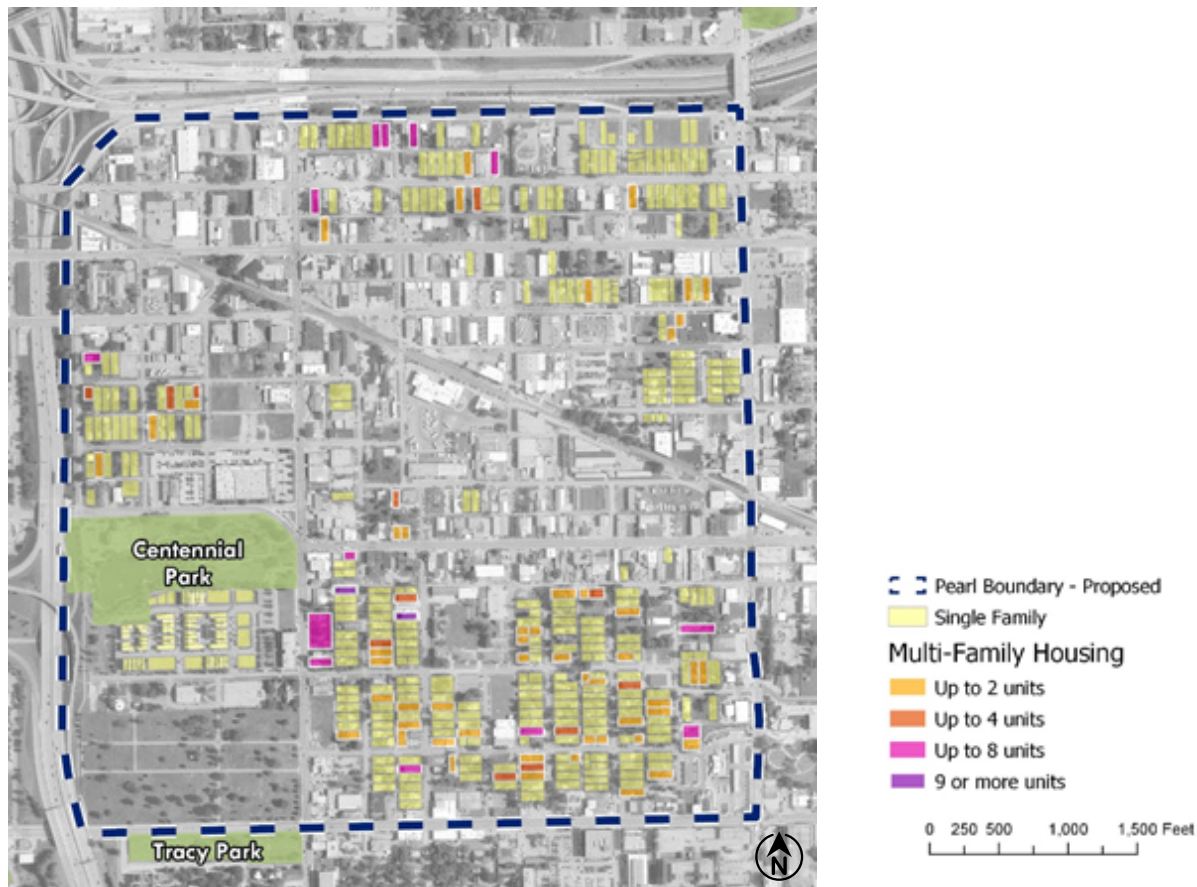 Centennial
Park
Tracy Park
N
Pearl Boundary - Proposed
Single Family
Multi-Family Housing
Up to 2 units
Up to 4 units
Up to 8 units
9 or more units
0 250 500 1,000 1,500 Feet